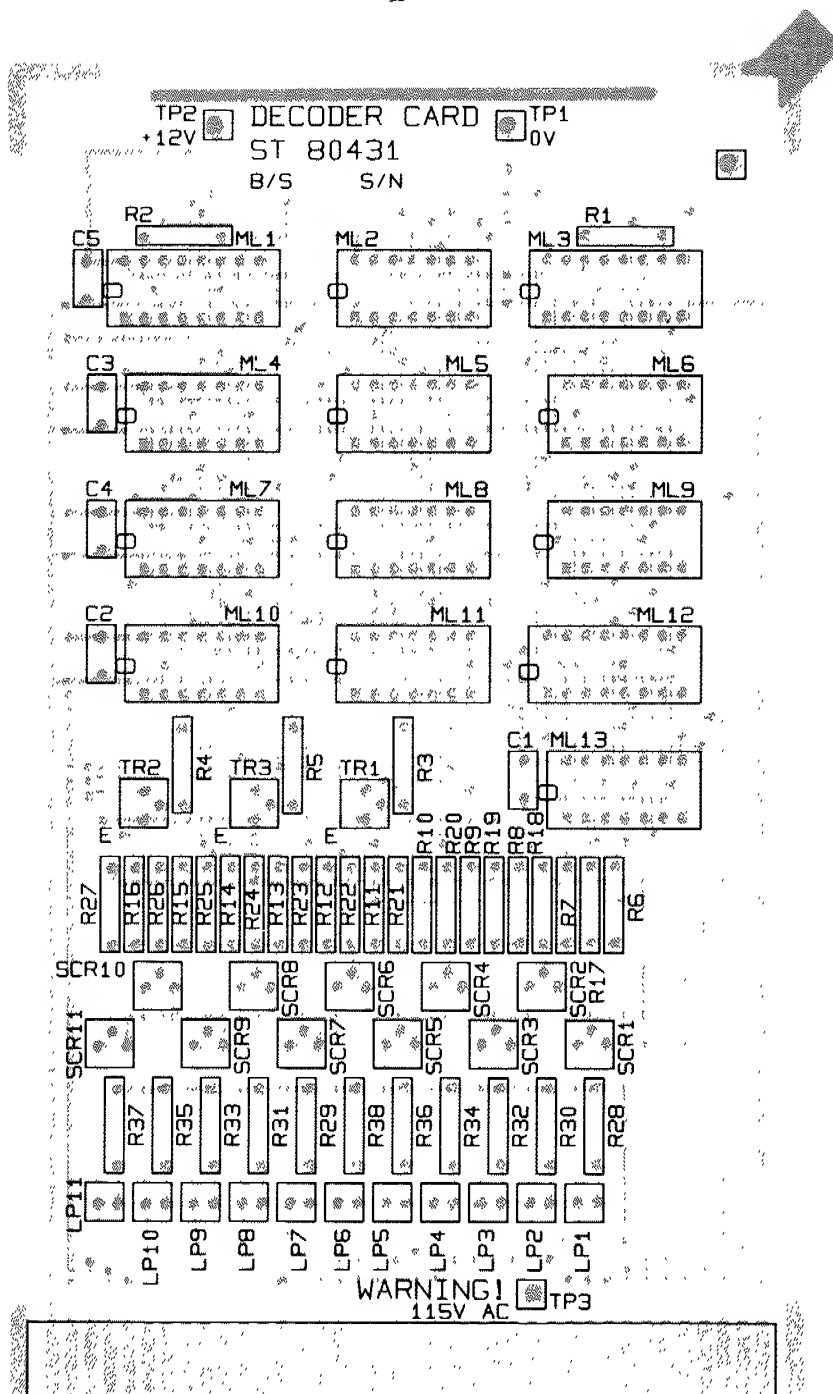 TP2 DECODER CARD TP1
+12V 0V
ST 80431
B/S S/N
R2 R1
C5 ML1 ML2 ML3
C3 ML4 ML5 ML6
C4 ML7 ML8 ML9
C2 ML10 ML11 ML12
R4 R5 R3 C1 ML13
TR2 TR3 TR1
E E E
R10 R20 R9 R19 R8 R18
R27 R16 R26 R15 R25 R14 R24 R13 R23 R12 R22 R11 R21 R7 R6
SCR10 SCR8 SCR6 SCR4 SCR2 R17
SCR11 SCR9 SCR7 SCR5 SCR3 SCR1
R37 R35 R33 R31 R29 R38 R36 R34 R32 R30 R28
LP11 LP10 LP9 LP8 LP7 LP6 LP5 LP4 LP3 LP2 LP1
WARNING! TP3
115V AC